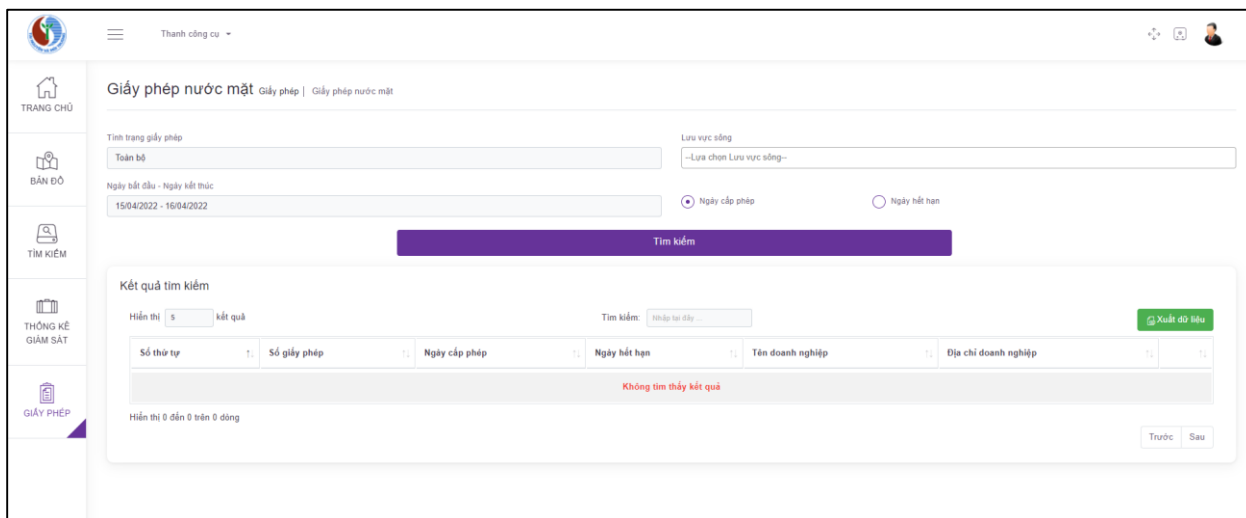 Thanh công cụ
TRANG CHỦ
BẢN ĐỒ
TÌM KIẾM
THỐNG KÊ
GIÁM SÁT
GIẤY PHÉP
Giấy phép nước mặt Giấy phép | Giấy phép nước mặt
Tình trạng giấy phép
Toàn bộ
Lưu vực sông
--Lựa chọn Lưu vực sông--
Ngày bắt đầu - Ngày kết thúc
15/04/2022 - 16/04/2022
Ngày cấp phép Ngày hết hạn
Tìm kiếm
Kết quả tìm kiếm
Hiển thị 5 kết quả Tìm kiếm: Nhập tại đây ... Xuất dữ liệu
Số thứ tự Số giấy phép Ngày cấp phép Ngày hết hạn Tên doanh nghiệp Địa chỉ doanh nghiệp
Không tìm thấy kết quả
Hiển thị 0 đến 0 trên 0 dòng
Trước Sau